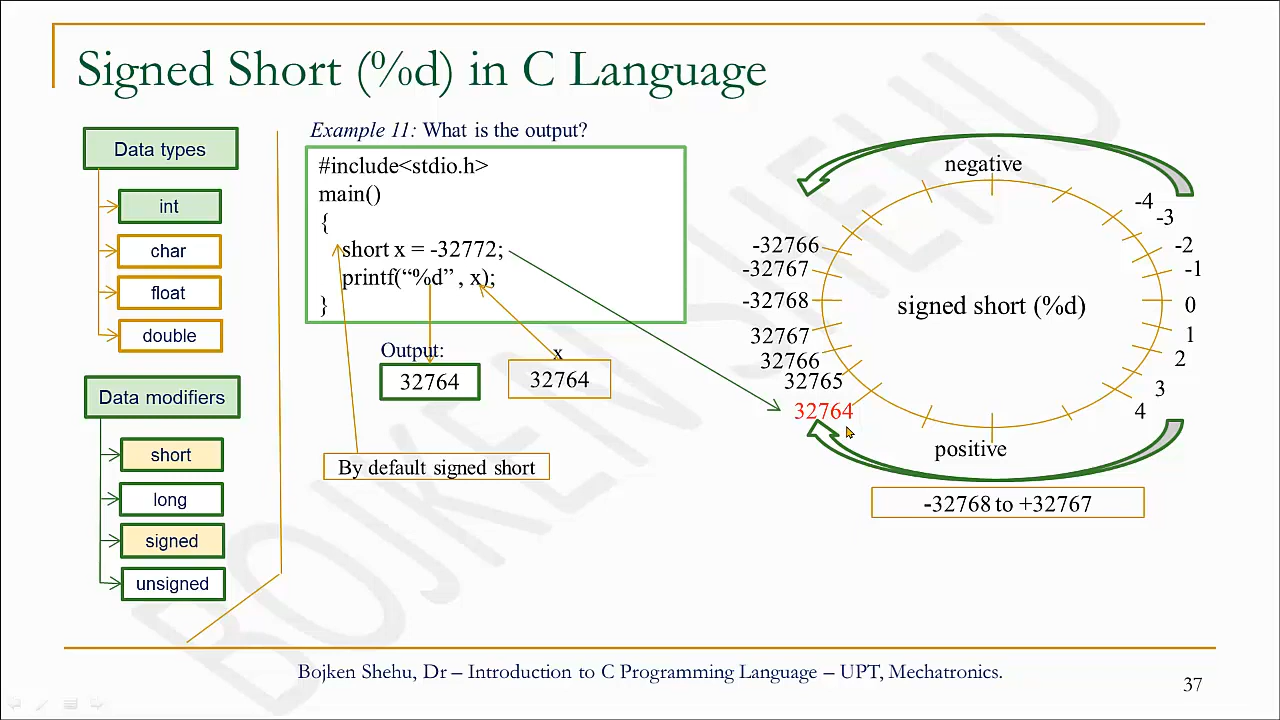 Signed Short (%d) in C Language
Data types
int
char
float
double
Data modifiers
short
long
signed
unsigned
Example 11: What is the output?
#include<stdio.h>
main()
{
short x = -32772;
printf(“%d” , x);
}
Output:
32764
x
32764
By default signed short
negative
-4
-3
-2
-1
0
1
2
3
4
-32766
-32767
-32768
32767
32766
32765
32764
signed short (%d)
positive
-32768 to +32767
BOJKEN SHEHU
Bojken Shehu, Dr – Introduction to C Programming Language – UPT, Mechatronics.
37